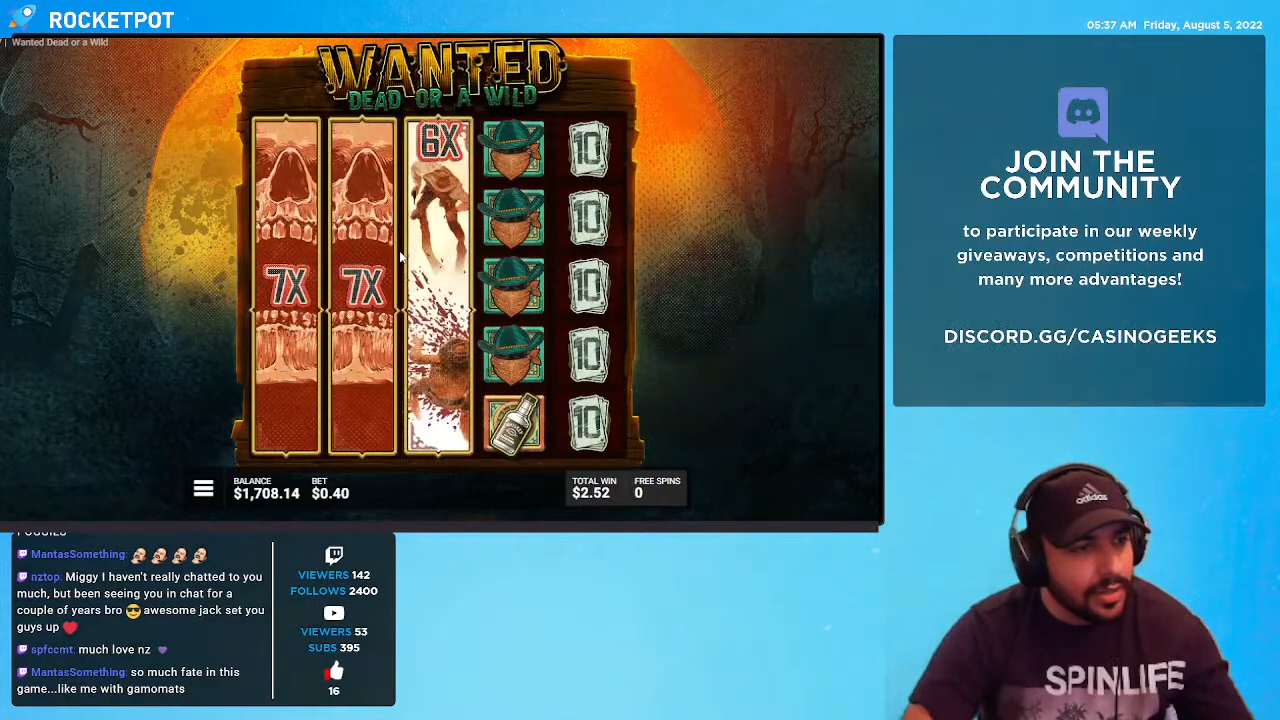 ROCKETPOT
05:37 AM Friday, August 5, 2022
Wanted Dead or a Wild
WANTED
DEAD OR A WILD
6X
7X
7X
10
10
10
10
10
BALANCE
$1,708.14
BET
$0.40
TOTAL WIN
$2.52
FREE SPINS
0
JOIN THE
COMMUNITY
to participate in our weekly
giveaways, competitions and
many more advantages!
DISCORD.GG/CASINOGEEKS
MantasSomething:
nztop: Miggy I haven't really chatted to you
much, but been seeing you in chat for a
couple of years bro 😎 awesome jack set you
guys up ❤️
spfccmt: much love nz 💜
MantasSomething: so much fate in this
game...like me with gamomats
VIEWERS 142
FOLLOWS 2400
VIEWERS 53
SUBS 395
16
adidas
SPINLIFE